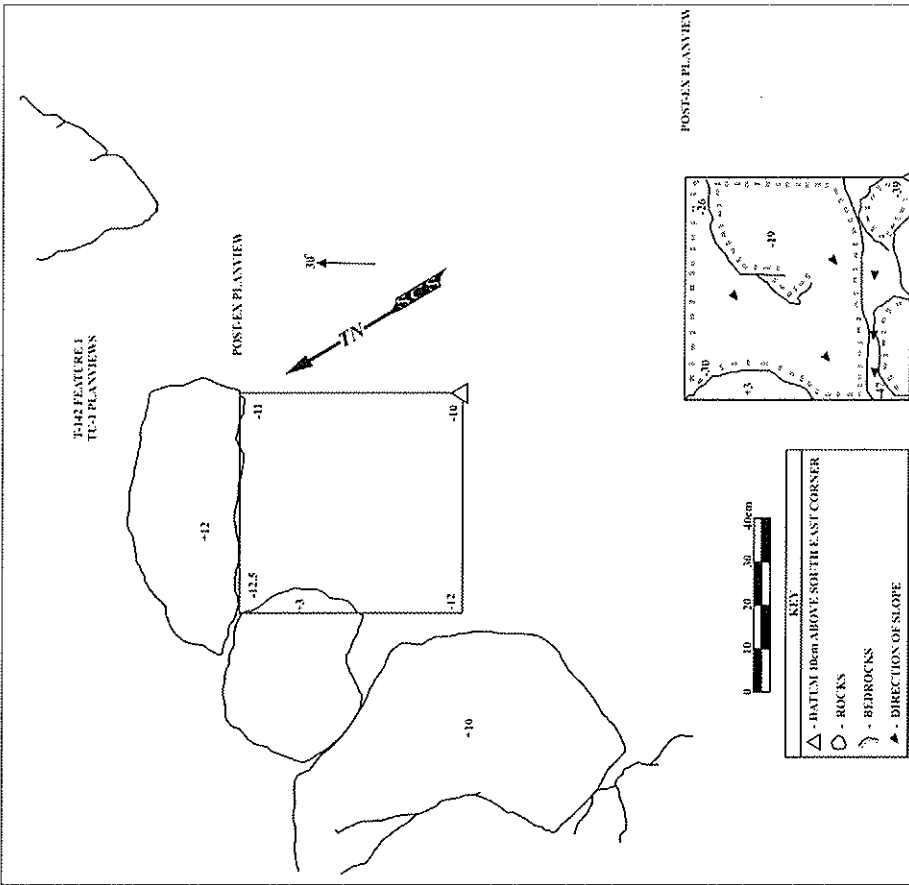 T-142 FEATURE 1
TU-1 PLANVIEWS
POST-EX PLANVIEW
30°
TN
+12
-12.5
-11
-3
-12
-10
-10
POST-EX PLANVIEW
-30
-26
+3
-19
-39
0 10 20 30 40cm
KEY
- DATUM 10cm ABOVE SOUTH EAST CORNER
- ROCKS
- BEDROCKS
- DIRECTION OF SLOPE